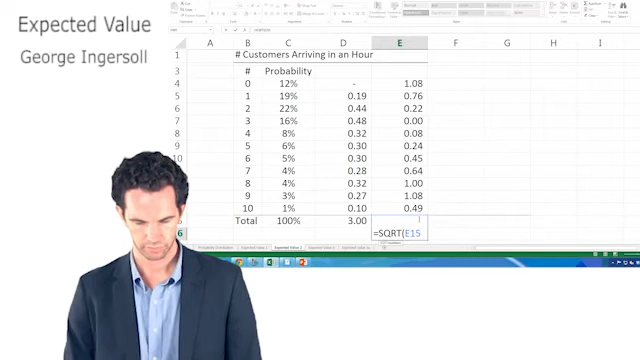 Expected Value
George Ingersoll
A B C D E F G H I
1 # Customers Arriving in an Hour
3 # Probability
4 0 12% - 1.08
5 1 19% 0.19 0.76
6 2 22% 0.44 0.22
7 3 16% 0.48 0.00
8 4 8% 0.32 0.08
9 5 6% 0.30 0.24
10 6 5% 0.30 0.45
7 4% 0.28 0.64
8 4% 0.32 1.00
9 3% 0.27 1.08
10 1% 0.10 0.49
Total 100% 3.00
=SQRT(E15